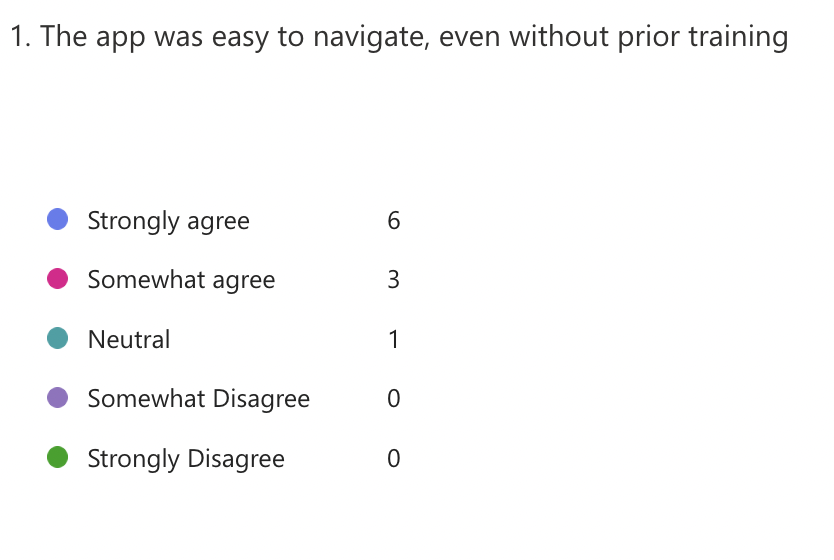 1. The app was easy to navigate, even without prior training
Strongly agree 6
Somewhat agree 3
Neutral 1
Somewhat Disagree 0
Strongly Disagree 0